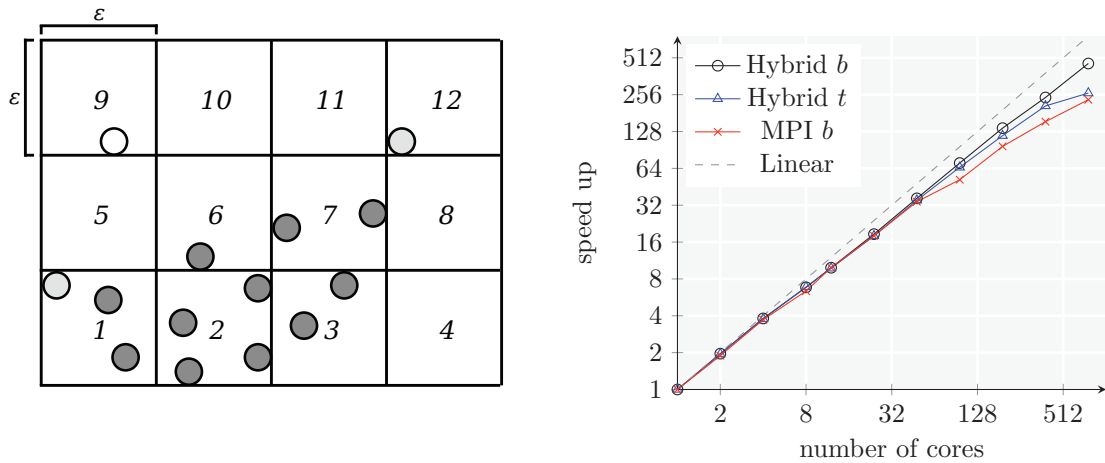 ε
ε
9 10 11 12
5 6 7 8
1 2 3 4
512
256
128
64
32
16
8
4
2
1
speed up
Hybrid b
Hybrid t
MPI b
Linear
2 8 32 128 512
number of cores